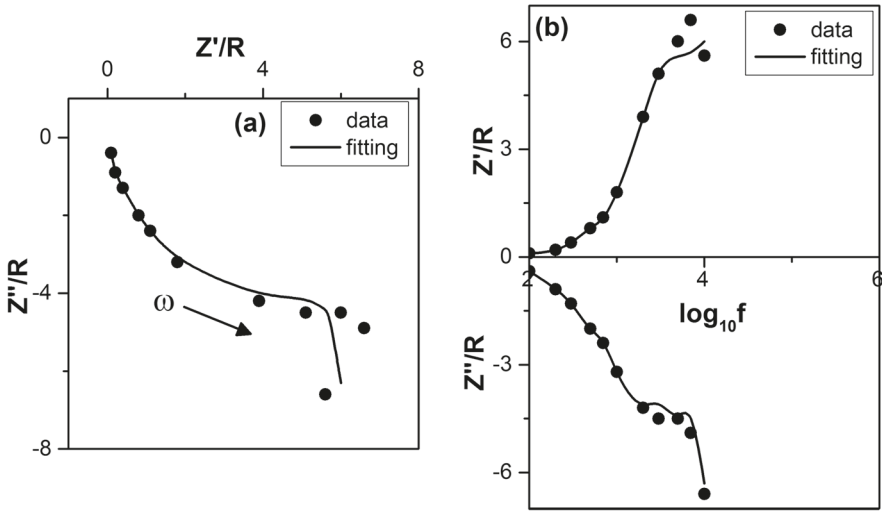 Z'/R
0 4 8
(a)
data
fitting
0
-4
-8
Z''/R
ω
(b)
data
fitting
6
3
0
Z'/R
2 4 6
log10f
-3
-6
Z''/R